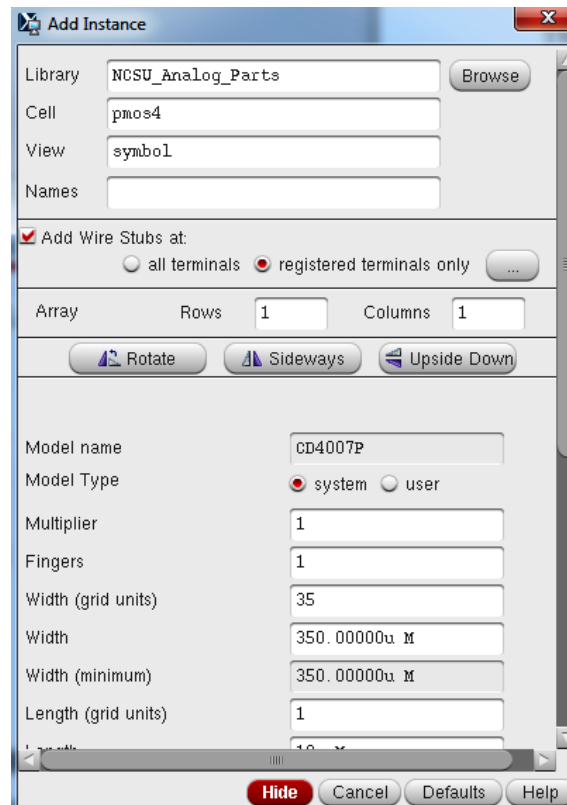 Add Instance
Library NCSU_Analog_Parts Browse
Cell pmos4
View symbol
Names
Add Wire Stubs at:
all terminals registered terminals only ...
Array Rows 1 Columns 1
Rotate Sideways Upside Down
Model name CD4007P
Model Type system user
Multiplier 1
Fingers 1
Width (grid units) 35
Width 350.00000u M
Width (minimum) 350.00000u M
Length (grid units) 1
Hide Cancel Defaults Help